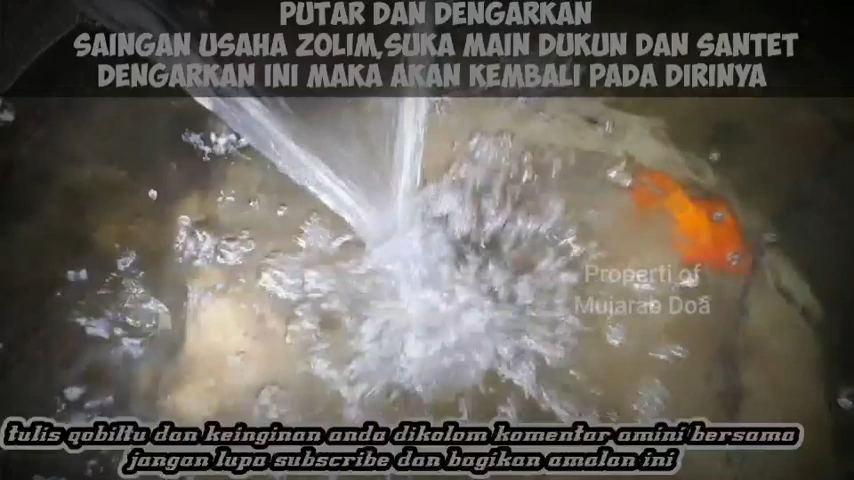 PUTAR DAN DENGARKAN
SAINGAN USAHA ZOLIM,SUKA MAIN DUKUN DAN SANTET
DENGARKAN INI MAKA AKAN KEMBALI PADA DIRINYA
Properti of
Mujarab Doa
tulis qobiltu dan keinginan anda dikolom komentar amini bersama
jangan lupa subscribe dan bagikan amalan ini